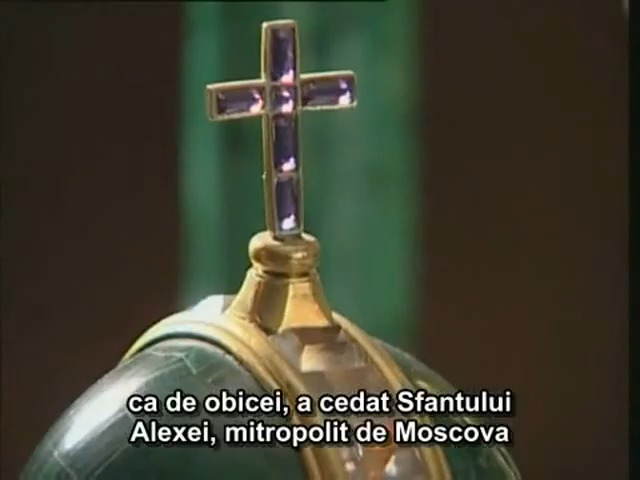 ca de obicei, a cedat Sfantului
Alexei, mitropolit de Moscova